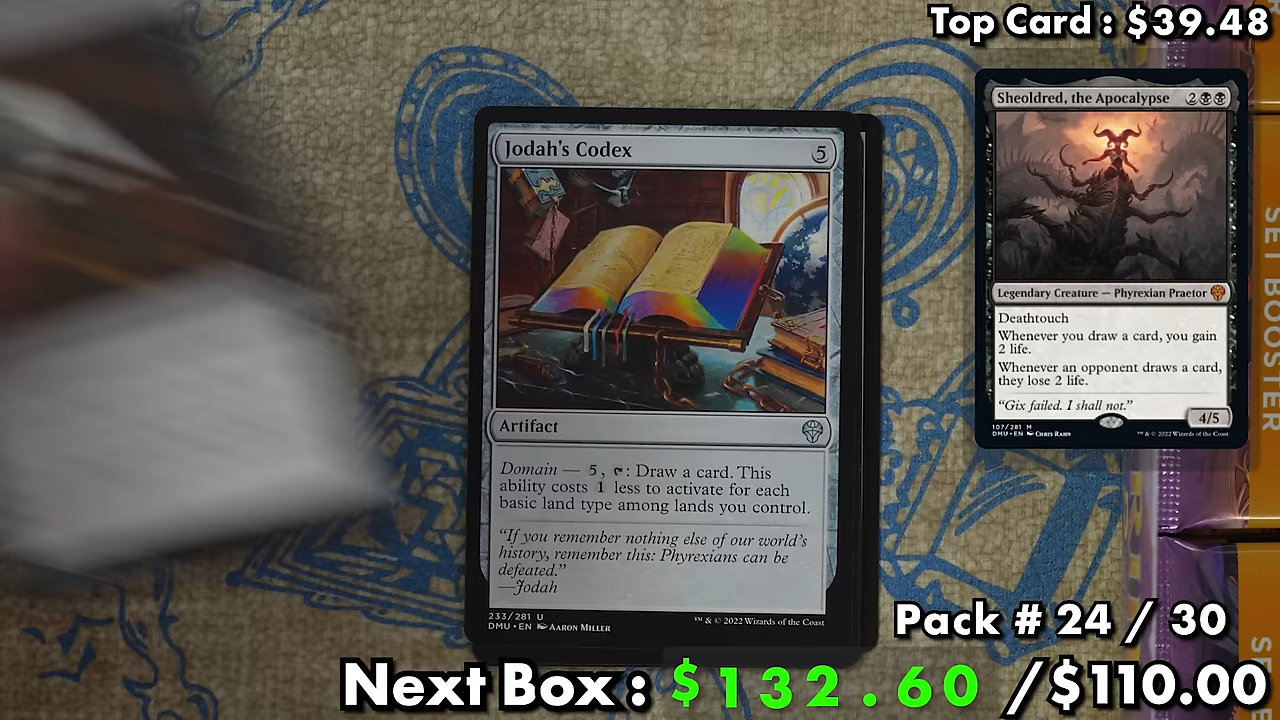 Top Card : $39.48
Sheoldred, the Apocalypse 2
Legendary Creature — Phyrexian Praetor
Deathtouch
Whenever you draw a card, you gain
2 life.
Whenever an opponent draws a card,
they lose 2 life.
“Gix failed. I shall not.”
4/5
107/281 M
DMU • EN CHRIS RAHN
™ & © 2022 Wizards of the Coast
Jodah's Codex 5
Artifact
Domain — 5, : Draw a card. This
ability costs 1 less to activate for each
basic land type among lands you control.
“If you remember nothing else of our world's
history, remember this: Phyrexians can be
defeated.”
—Jodah
233/281 U
DMU • EN AARON MILLER
™ & © 2022 Wizards of the Coast
SET BOOSTER
SE
Pack # 24 / 30
Next Box : $132.60 /$110.00